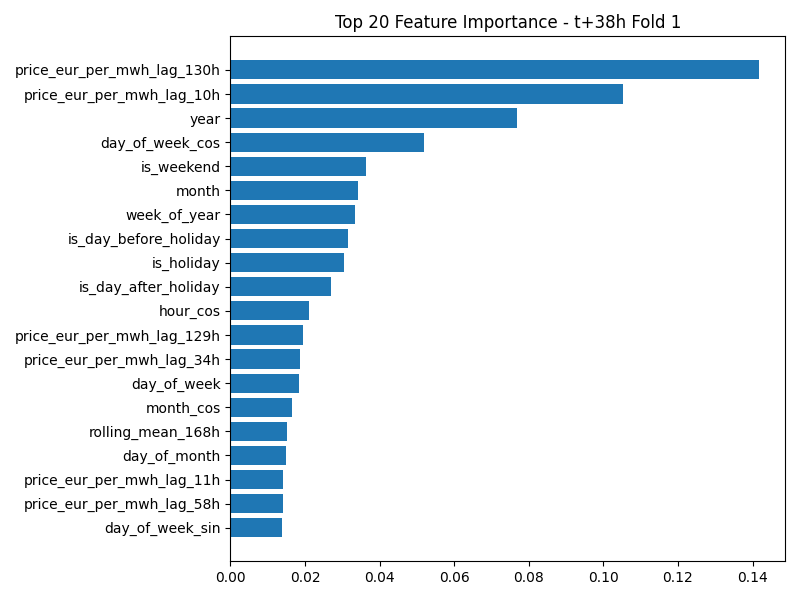 Top 20 Feature Importance - t+38h Fold 1
price_eur_per_mwh_lag_130h
price_eur_per_mwh_lag_10h
year
day_of_week_cos
is_weekend
month
week_of_year
is_day_before_holiday
is_holiday
is_day_after_holiday
hour_cos
price_eur_per_mwh_lag_129h
price_eur_per_mwh_lag_34h
day_of_week
month_cos
rolling_mean_168h
day_of_month
price_eur_per_mwh_lag_11h
price_eur_per_mwh_lag_58h
day_of_week_sin
0.00 0.02 0.04 0.06 0.08 0.10 0.12 0.14